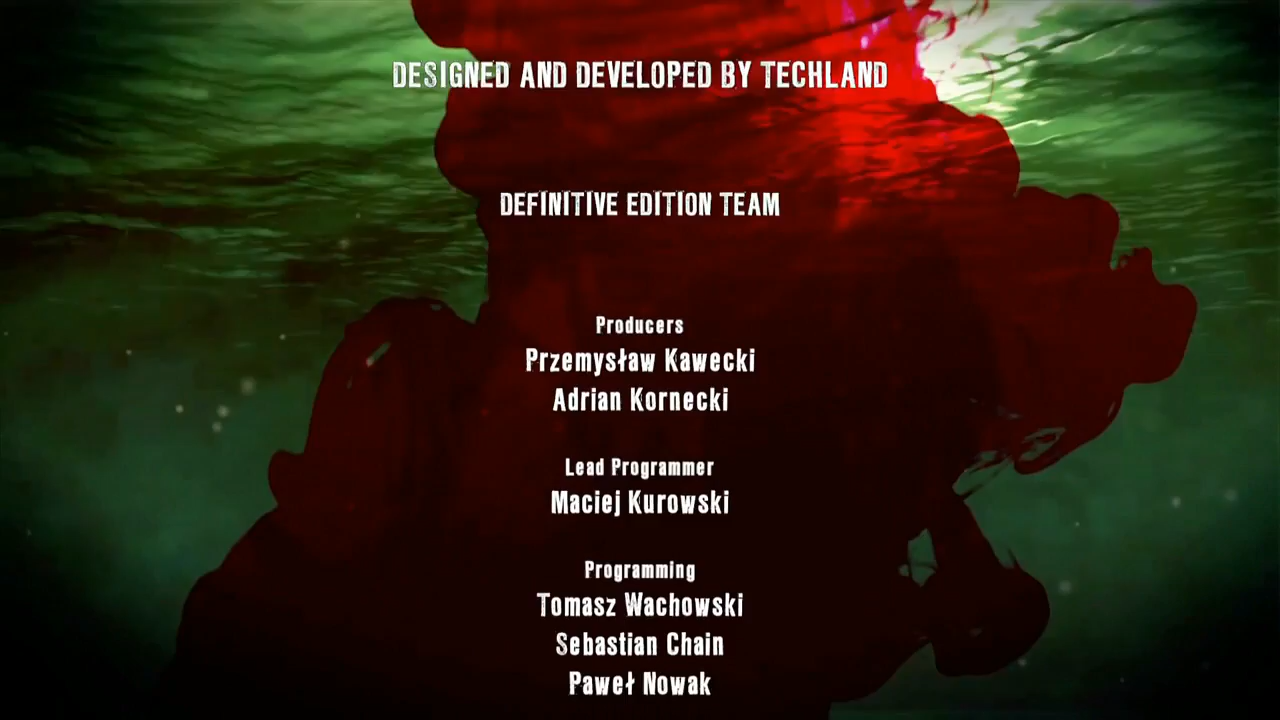 DESIGNED AND DEVELOPED BY TECHLAND
DEFINITIVE EDITION TEAM
Producers
Przemysław Kawecki
Adrian Kornecki
Lead Programmer
Maciej Kurowski
Programming
Tomasz Wachowski
Sebastian Chain
Paweł Nowak